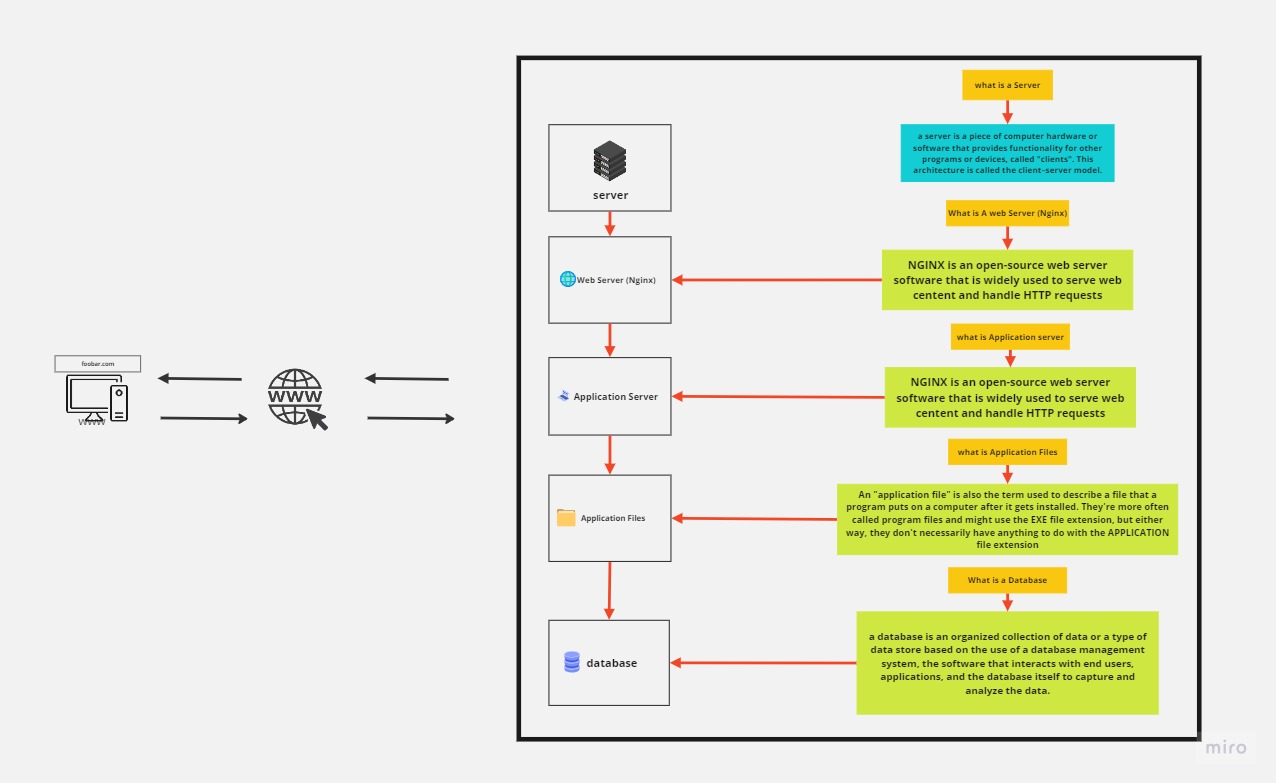 foobar.com
WWW
WWW
server
Web Server (Nginx)
Application Server
Application Files
database
what is a Server
a server is a piece of computer hardware or
software that provides functionality for other
programs or devices, called "clients". This
architecture is called the client–server model.
What is A web Server (Nginx)
NGINX is an open-source web server
software that is widely used to serve web
centent and handle HTTP requests
what is Application server
NGINX is an open-source web server
software that is widely used to serve web
centent and handle HTTP requests
what is Application Files
An "application file" is also the term used to describe a file that a
program puts on a computer after it gets installed. They're more often
called program files and might use the EXE file extension, but either
way, they don't necessarily have anything to do with the APPLICATION
file extension
What is a Database
a database is an organized collection of data or a type of
data store based on the use of a database management
system, the software that interacts with end users,
applications, and the database itself to capture and
analyze the data.
miro